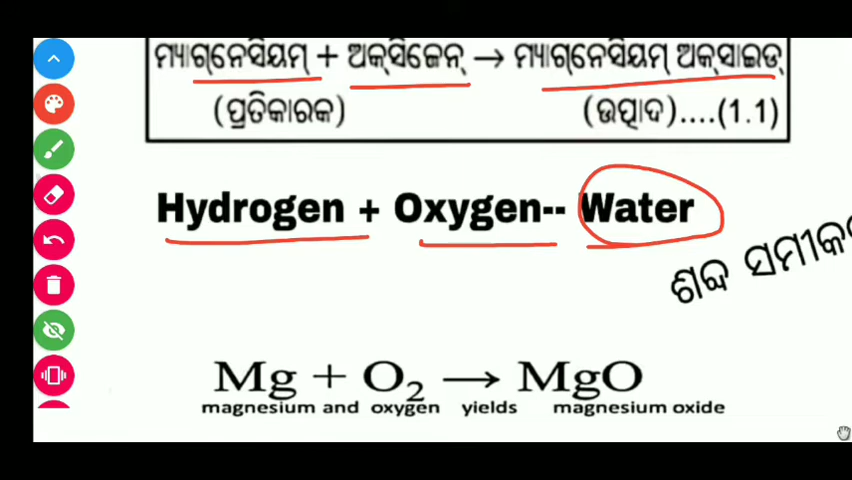 ମ୍ୟାଗ୍ନେସିୟମ୍ + ଅକ୍ସିଜେନ୍ → ମ୍ୟାଗ୍ନେସିୟମ୍ ଅକ୍ସାଇଡ୍
(ପ୍ରତିକାରକ) (ଉତ୍ପାଦ)....(1.1)
Hydrogen + Oxygen-- Water
ଶବ୍ଦ
Mg + O₂ → MgO
magnesium and oxygen yields magnesium oxide